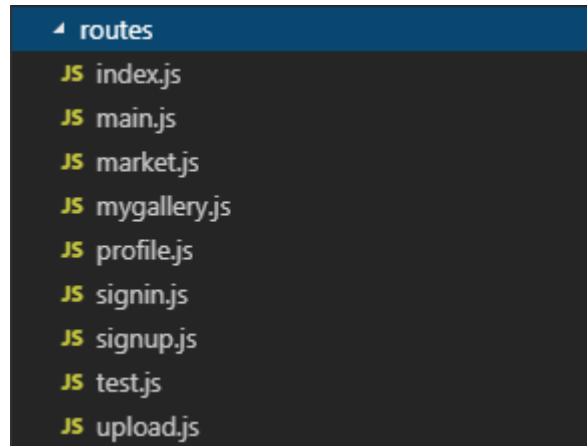 routes
JS index.js
JS main.js
JS market.js
JS mygallery.js
JS profile.js
JS signin.js
JS signup.js
JS test.js
JS upload.js